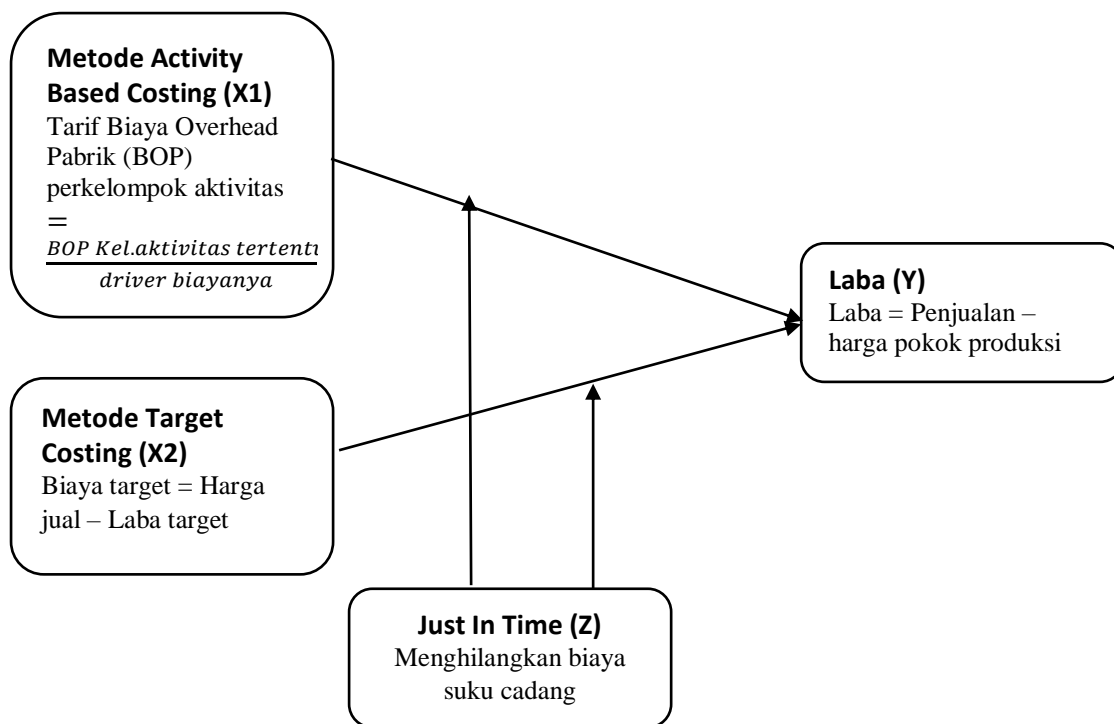 Metode Activity
Based Costing (X1)
Tarif Biaya Overhead
Pabrik (BOP)
perkelompok aktivitas
=
BOP Kel.aktivitas tertentu
driver biayanya
Laba (Y)
Laba = Penjualan –
harga pokok produksi
Metode Target
Costing (X2)
Biaya target = Harga
jual – Laba target
Just In Time (Z)
Menghilangkan biaya
suku cadang